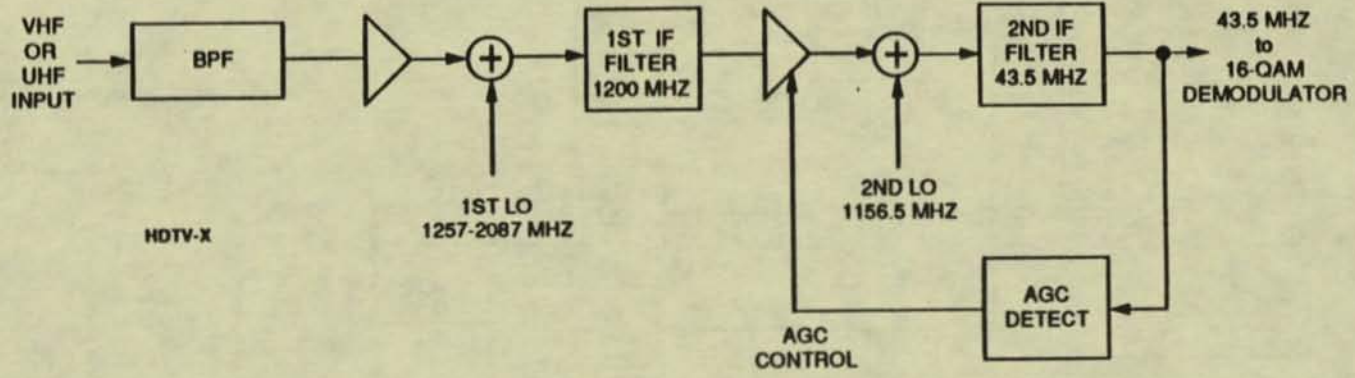 VHF
OR
UHF
INPUT
BPF
1ST IF
FILTER
1200 MHZ
2ND IF
FILTER
43.5 MHZ
43.5 MHZ
to
16-QAM
DEMODULATOR
1ST LO
1257-2087 MHZ
2ND LO
1156.5 MHZ
HDTV-X
AGC
DETECT
AGC
CONTROL